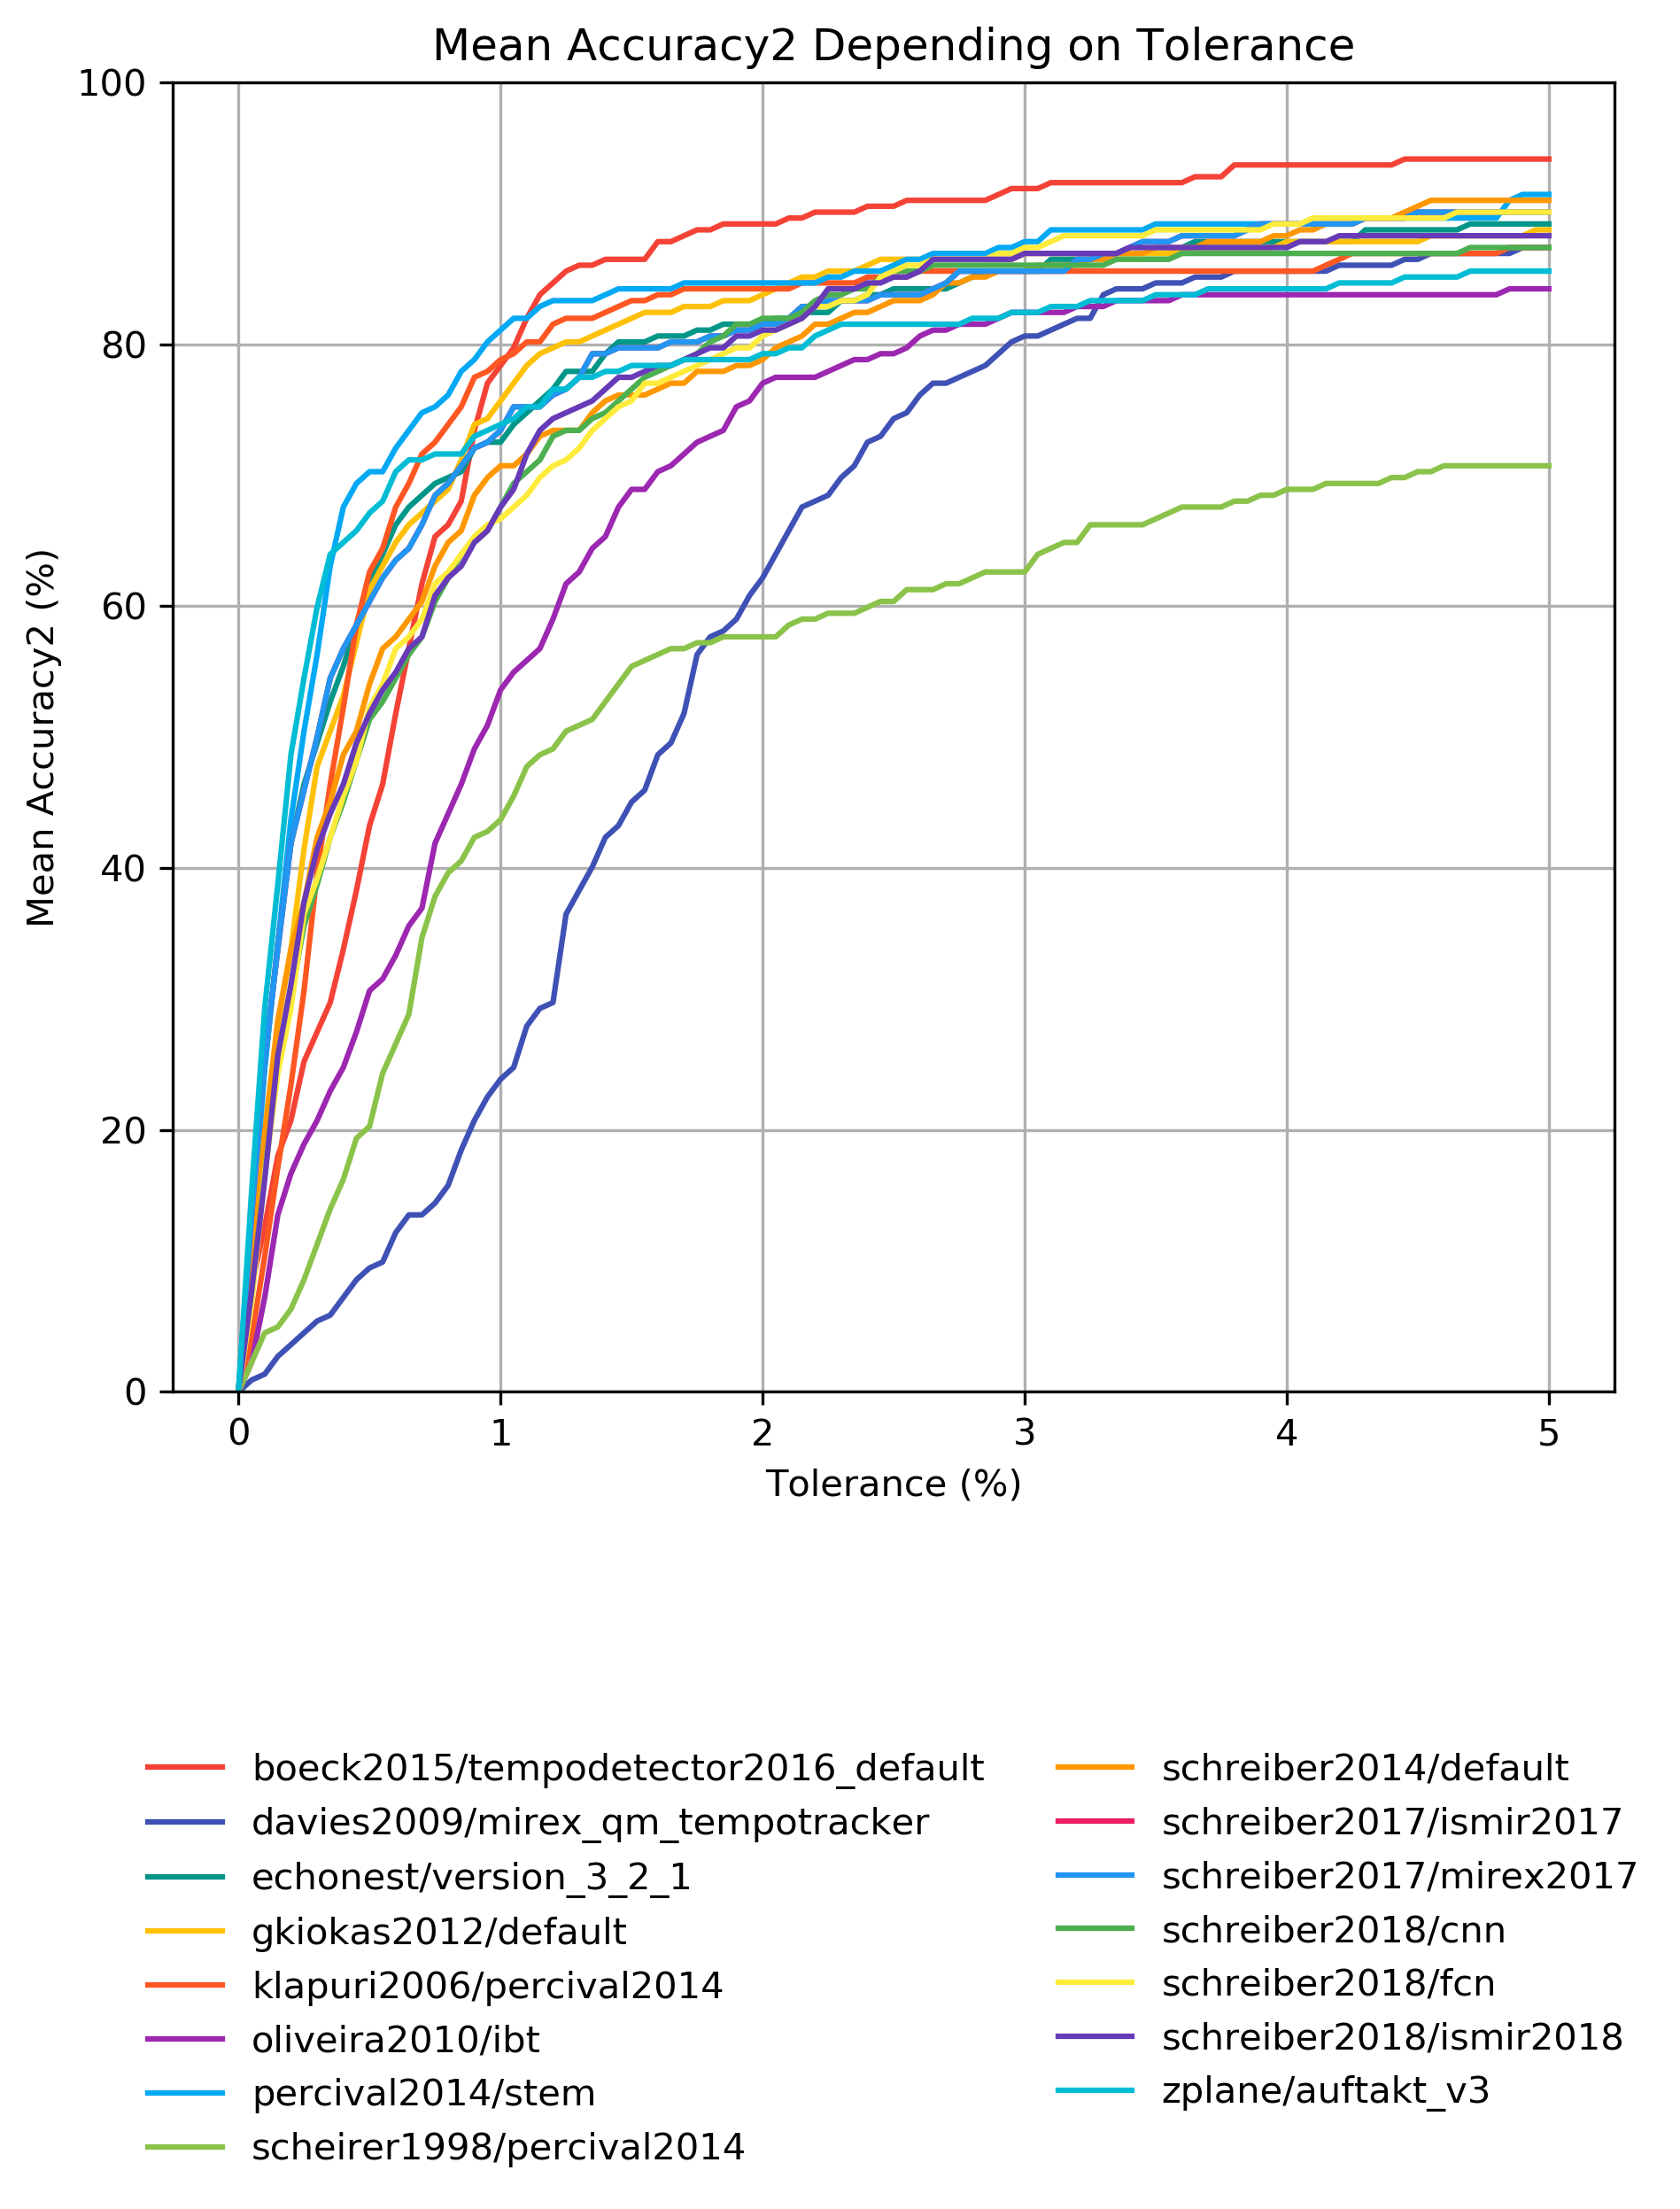 Mean Accuracy2 Depending on Tolerance
100
80
60
40
20
0
Mean Accuracy2 (%)
0 1 2 3 4 5
Tolerance (%)
boeck2015/tempodetector2016_default
davies2009/mirex_qm_tempotracker
echonest/version_3_2_1
gkiokas2012/default
klapuri2006/percival2014
oliveira2010/ibt
percival2014/stem
scheirer1998/percival2014
schreiber2014/default
schreiber2017/ismir2017
schreiber2017/mirex2017
schreiber2018/cnn
schreiber2018/fcn
schreiber2018/ismir2018
zplane/auftakt_v3